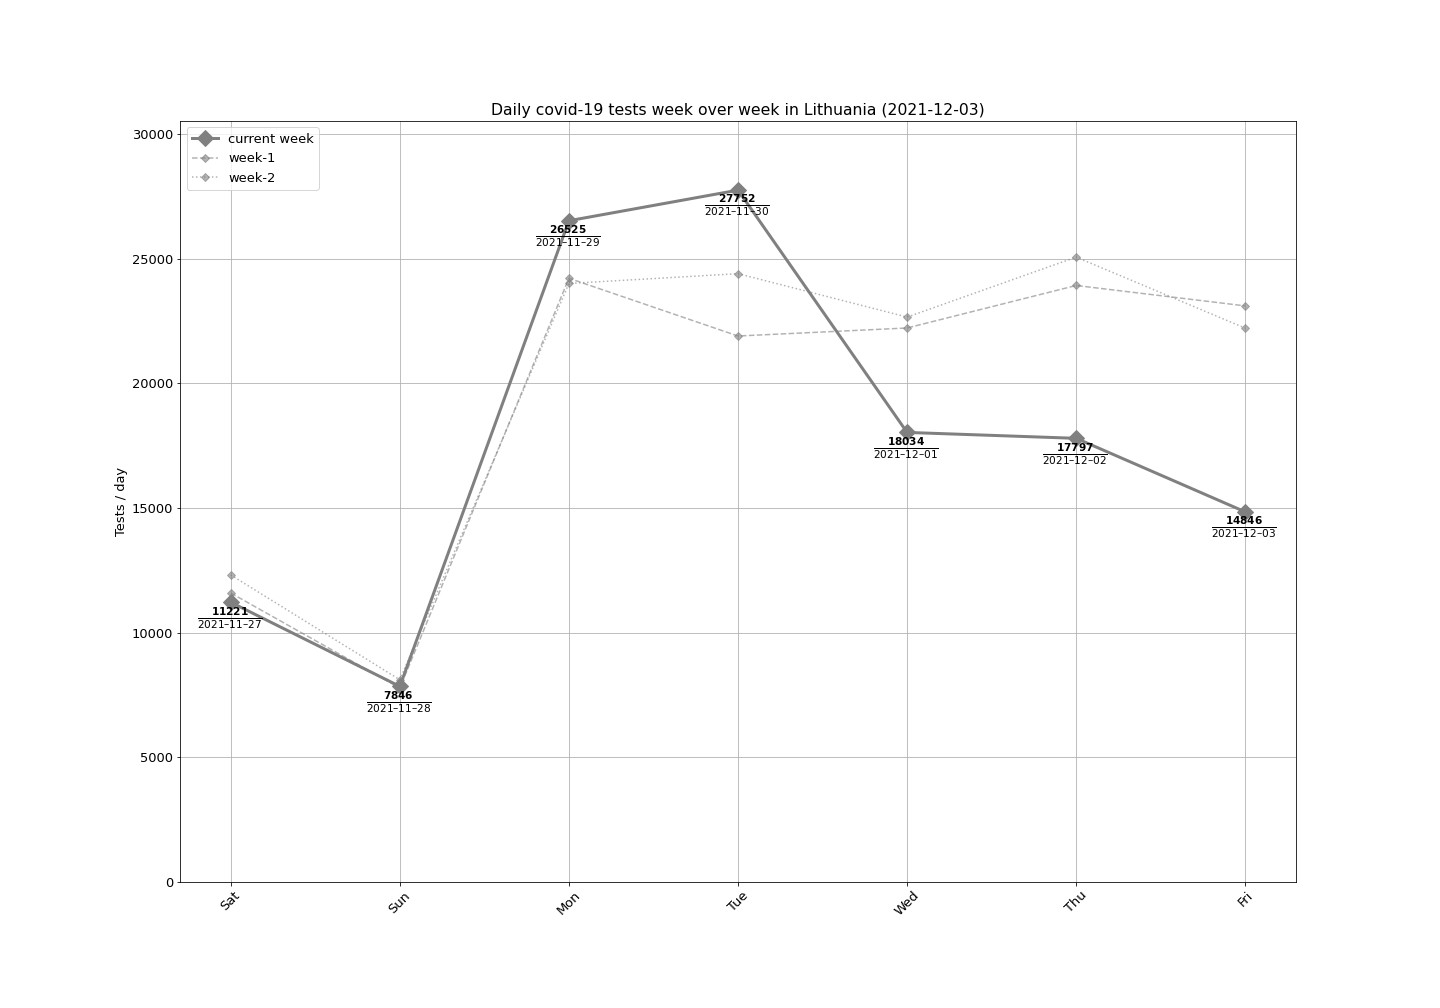 Daily covid-19 tests week over week in Lithuania (2021-12-03)
current week
week-1
week-2
Tests / day
30000
25000
20000
15000
10000
5000
0
11221
2021–11–27
7846
2021–11–28
26525
2021–11–29
27752
2021–11–30
18034
2021–12–01
17797
2021–12–02
14846
2021–12–03
Sat
Sun
Mon
Tue
Wed
Thu
Fri